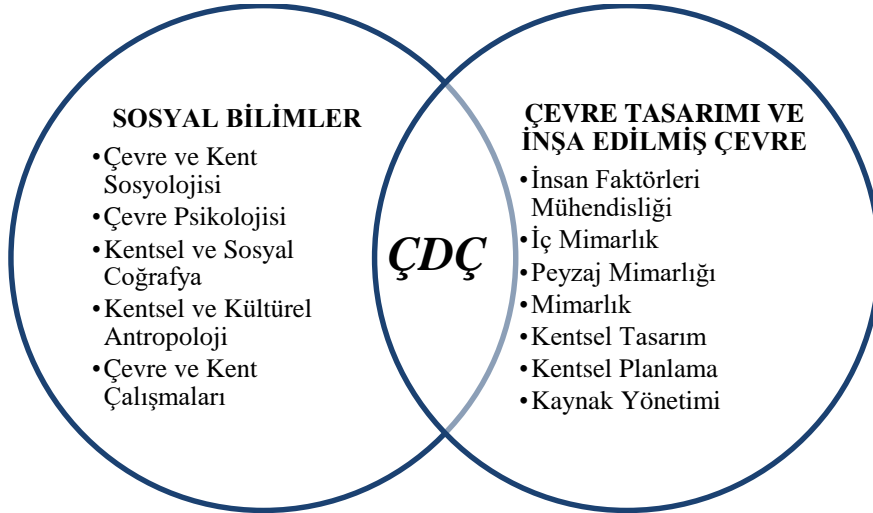 SOSYAL BİLİMLER
•Çevre ve Kent
Sosyolojisi
•Çevre Psikolojisi
•Kentsel ve Sosyal
Coğrafya
•Kentsel ve Kültürel
Antropoloji
•Çevre ve Kent
Çalışmaları
ÇDÇ
ÇEVRE TASARIMI VE
İNŞA EDİLMİŞ ÇEVRE
•İnsan Faktörleri
Mühendisliği
•İç Mimarlık
•Peyzaj Mimarlığı
•Mimarlık
•Kentsel Tasarım
•Kentsel Planlama
•Kaynak Yönetimi